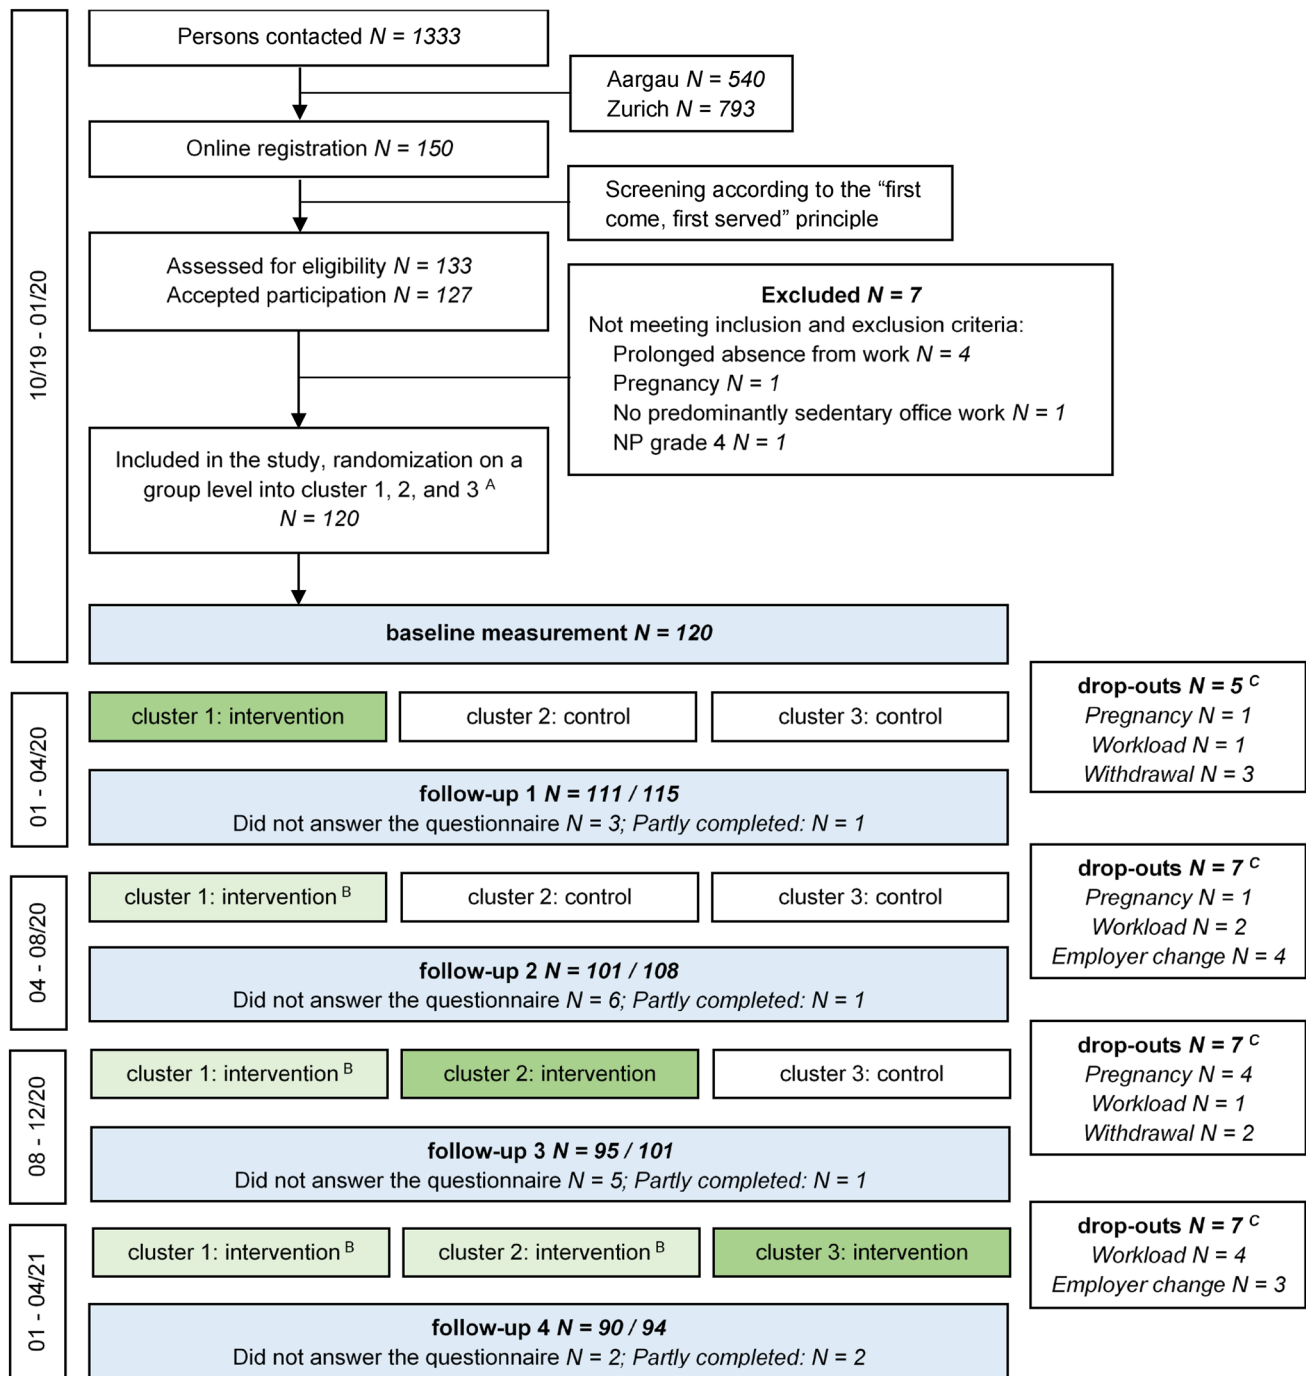 Persons contacted N = 1333
Aargau N = 540
Zurich N = 793
Online registration N = 150
Screening according to the “first
come, first served” principle
Assessed for eligibility N = 133
Accepted participation N = 127
Excluded N = 7
Not meeting inclusion and exclusion criteria:
Prolonged absence from work N = 4
Pregnancy N = 1
No predominantly sedentary office work N = 1
NP grade 4 N = 1
Included in the study, randomization on a
group level into cluster 1, 2, and 3 A
N = 120
10/19 - 01/20
baseline measurement N = 120
01 - 04/20
cluster 1: intervention
cluster 2: control
cluster 3: control
drop-outs N = 5 C
Pregnancy N = 1
Workload N = 1
Withdrawal N = 3
follow-up 1 N = 111 / 115
Did not answer the questionnaire N = 3; Partly completed: N = 1
04 - 08/20
cluster 1: intervention B
cluster 2: control
cluster 3: control
drop-outs N = 7 C
Pregnancy N = 1
Workload N = 2
Employer change N = 4
follow-up 2 N = 101 / 108
Did not answer the questionnaire N = 6; Partly completed: N = 1
08 - 12/20
cluster 1: intervention B
cluster 2: intervention
cluster 3: control
drop-outs N = 7 C
Pregnancy N = 4
Workload N = 1
Withdrawal N = 2
follow-up 3 N = 95 / 101
Did not answer the questionnaire N = 5; Partly completed: N = 1
01 - 04/21
cluster 1: intervention B
cluster 2: intervention B
cluster 3: intervention
drop-outs N = 7 C
Workload N = 4
Employer change N = 3
follow-up 4 N = 90 / 94
Did not answer the questionnaire N = 2; Partly completed: N = 2